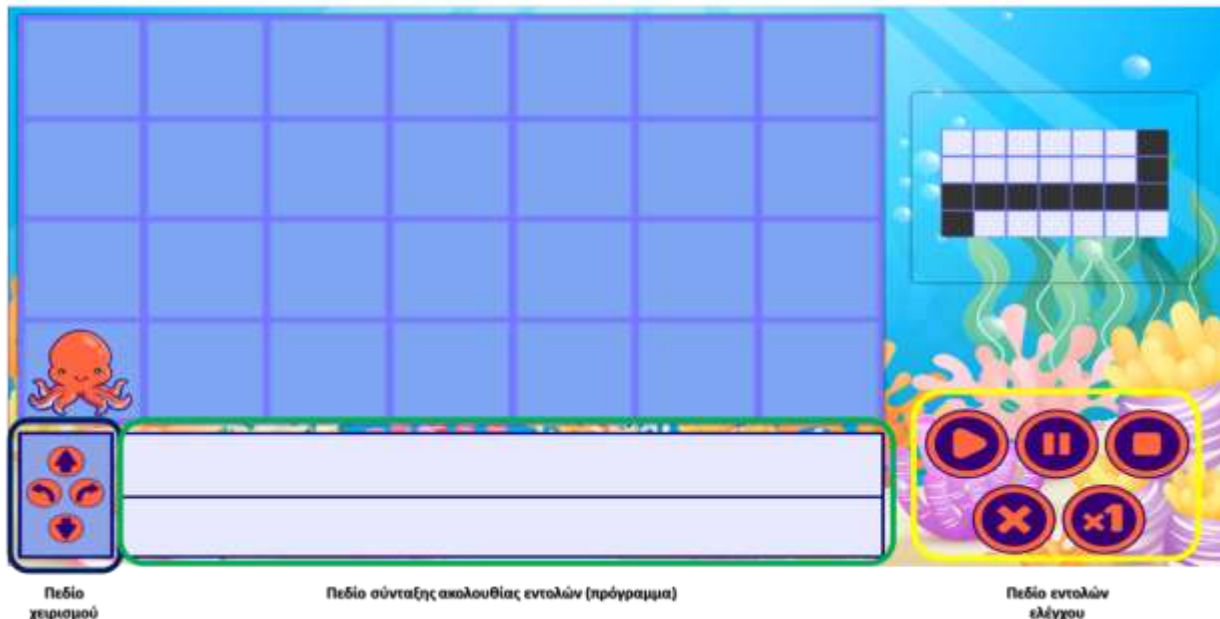 ×1
Πεδίο
χειρισμού
Πεδίο σύνταξης ακολουθίας εντολών (πρόγραμμα)
Πεδίο εντολών
ελέγχου